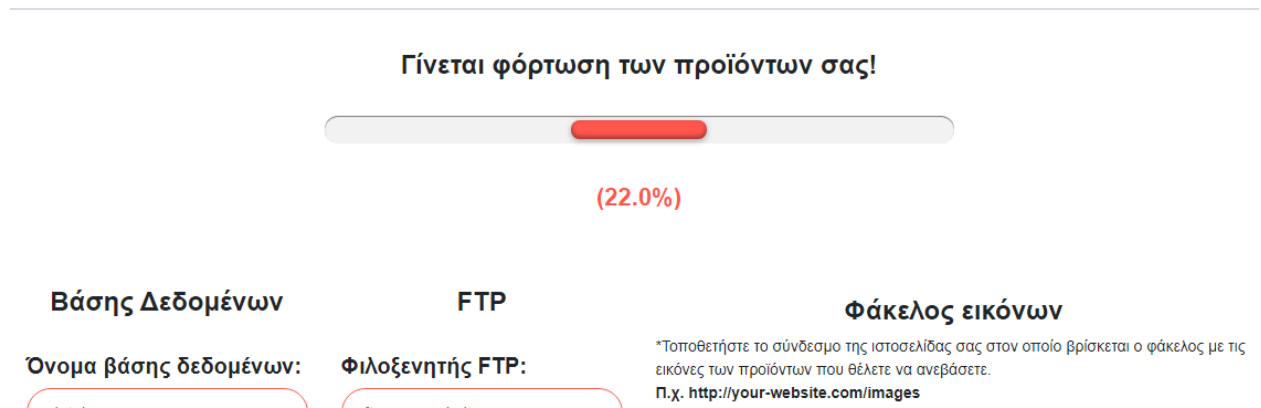 Γίνεται φόρτωση των προϊόντων σας!
(22.0%)
Βάσης Δεδομένων
Όνομα βάσης δεδομένων:
FTP
Φιλοξενητής FTP:
Φάκελος εικόνων
*Τοποθετήστε το σύνδεσμο της ιστοσελίδας σας στον οποίο βρίσκεται ο φάκελος με τις
εικόνες των προϊόντων που θέλετε να ανεβάσετε.
Π.χ. http://your-website.com/images